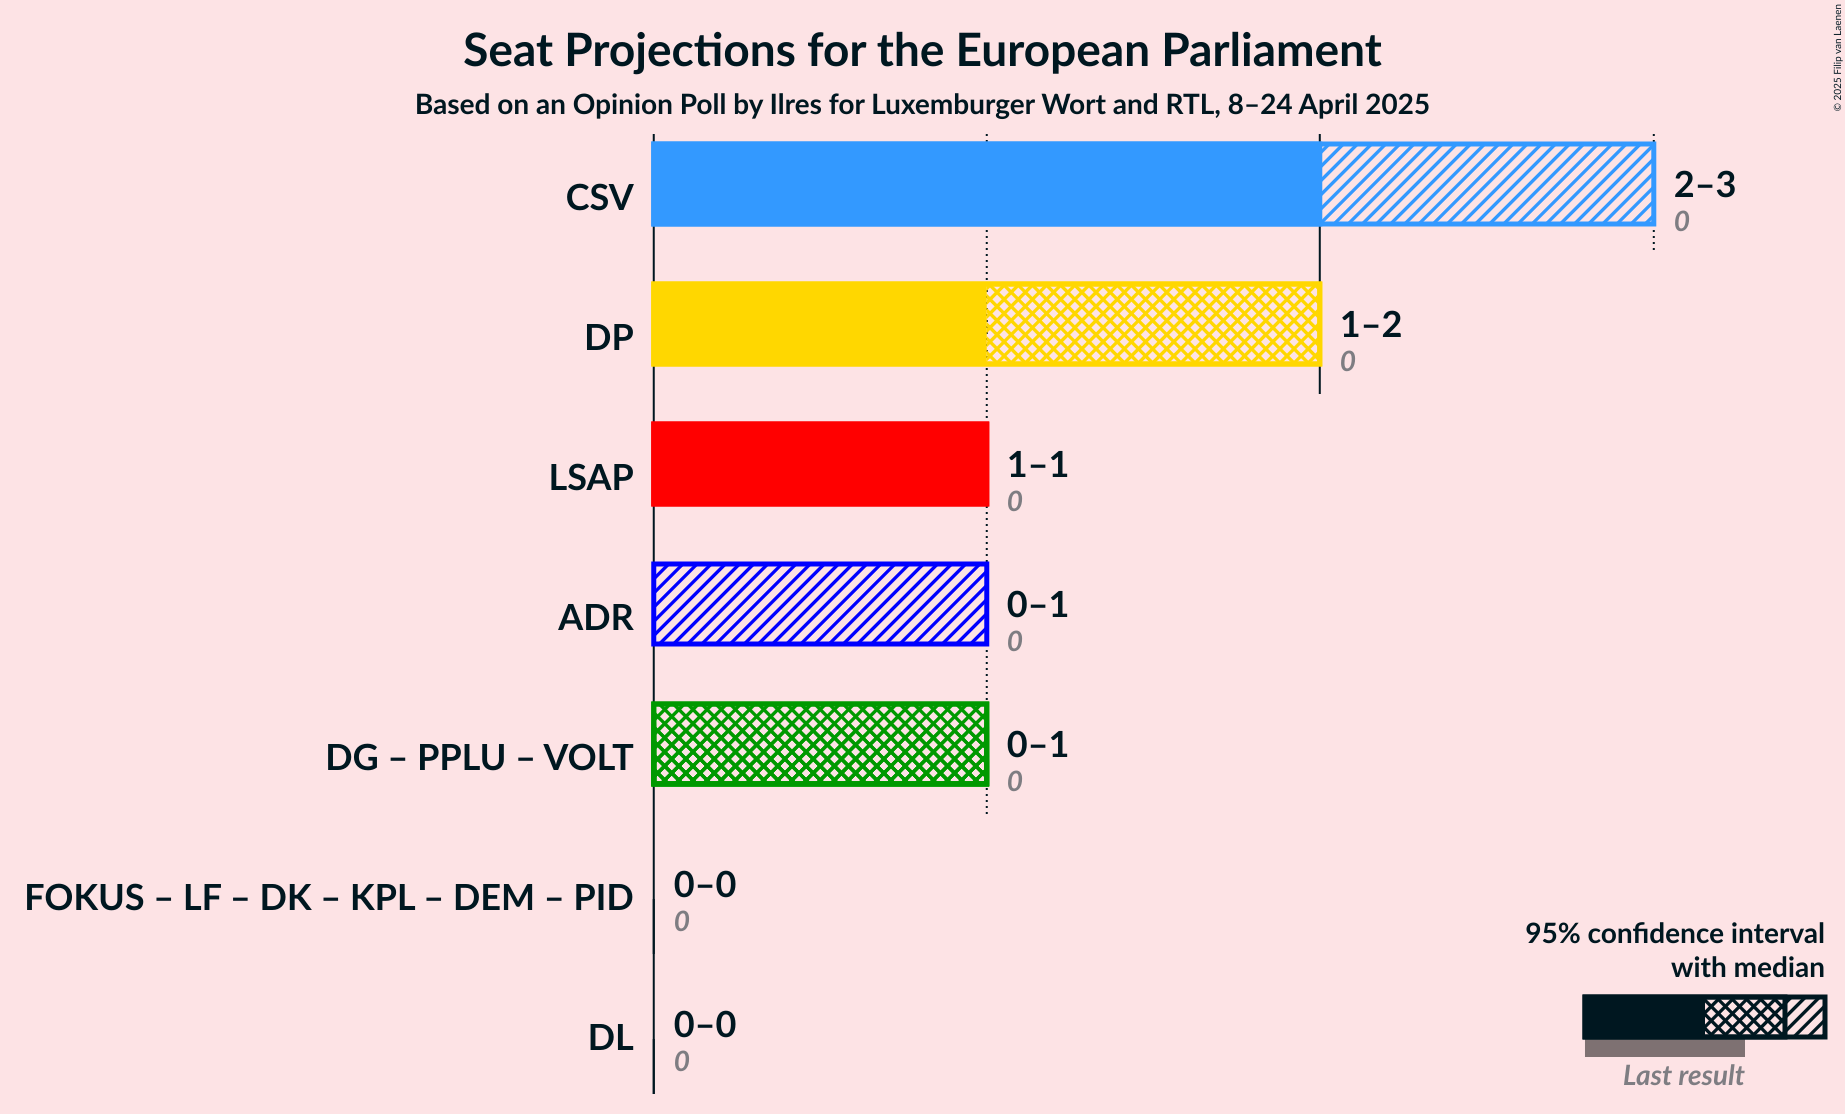 Seat Projections for the European Parliament
Based on an Opinion Poll by Ilres for Luxemburger Wort and RTL, 8–24 April 2025
© 2025 Filip van Laenen
CSV
2–3
0
DP
1–2
0
LSAP
1–1
0
ADR
0–1
0
DG – PPLU – VOLT
0–1
0
FOKUS – LF – DK – KPL – DEM – PID
0–0
0
DL
0–0
0
95% confidence interval
with median
Last result